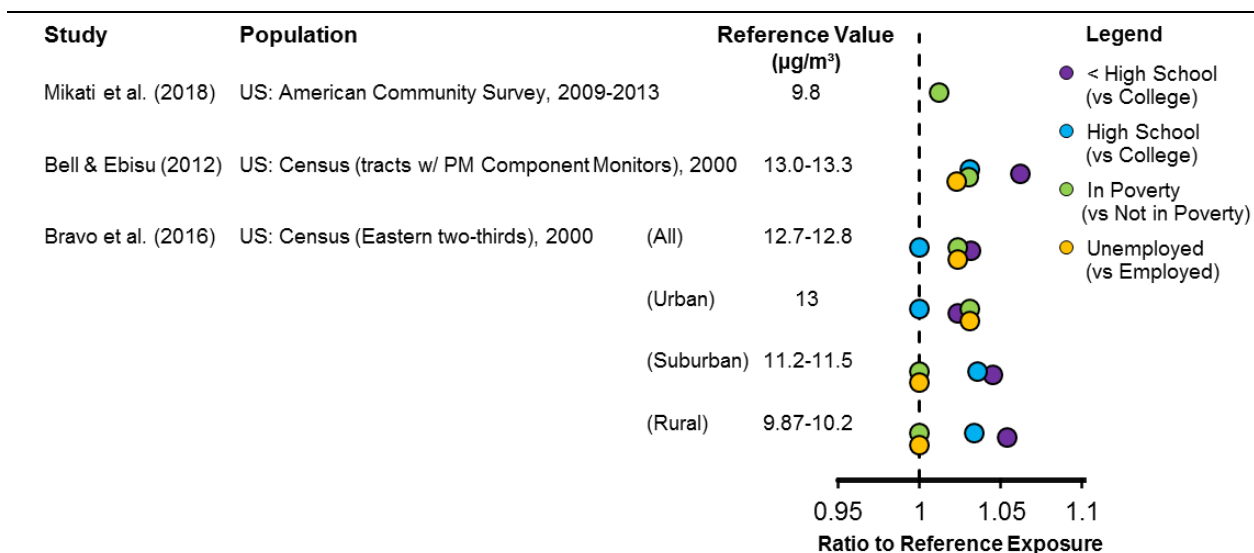 Study Population Reference Value Legend
(µg/m³)
< High School
(vs College)
Mikati et al. (2018) US: American Community Survey, 2009-2013 9.8
High School
(vs College)
Bell & Ebisu (2012) US: Census (tracts w/ PM Component Monitors), 2000 13.0-13.3
In Poverty
(vs Not in Poverty)
Bravo et al. (2016) US: Census (Eastern two-thirds), 2000 (All) 12.7-12.8
Unemployed
(vs Employed)
(Urban) 13
(Suburban) 11.2-11.5
(Rural) 9.87-10.2
0.95 1 1.05 1.1
Ratio to Reference Exposure